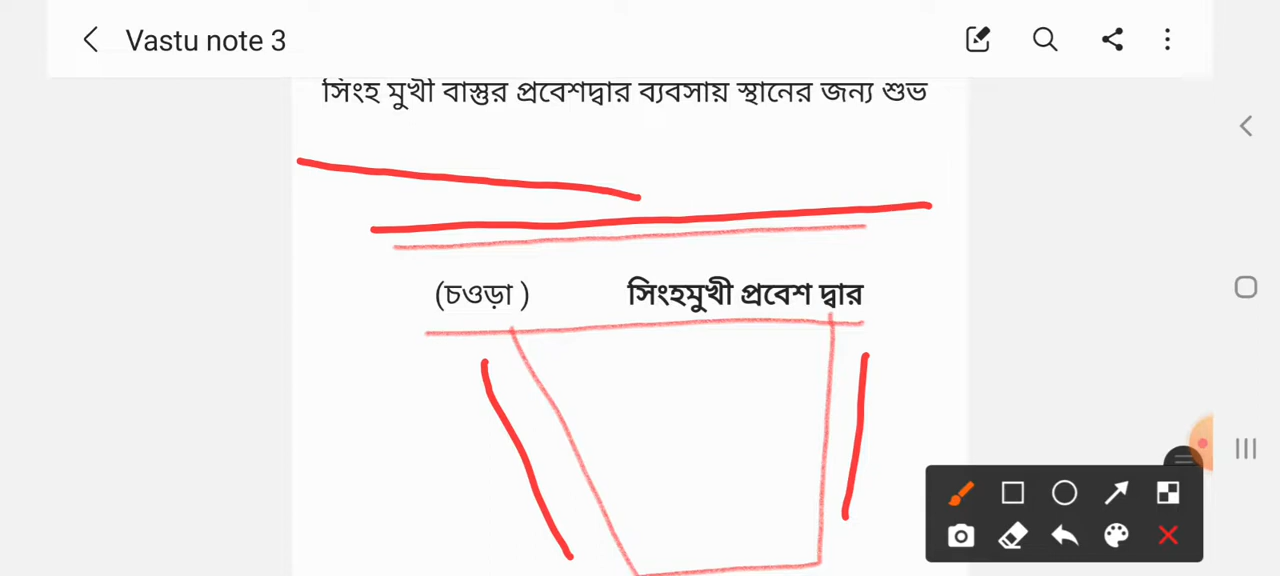 Vastu note 3
সিংহ মুখী বাস্তুর প্রবেশদ্বার ব্যবসায় স্থানের জন্য শুভ
(চওড়া ) সিংহমুখী প্রবেশ দ্বার